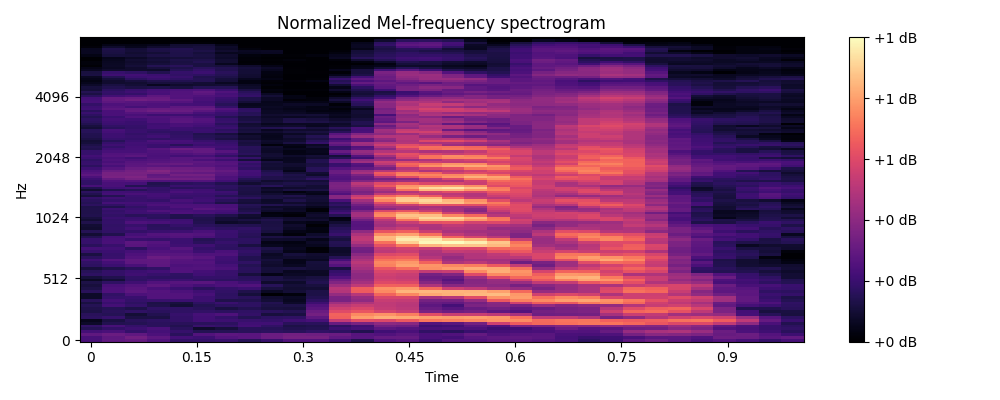 Normalized Mel-frequency spectrogram
+1 dB
+1 dB
+1 dB
+0 dB
+0 dB
+0 dB
4096
2048
1024
512
0
Hz
0
0.15
0.3
0.45
0.6
0.75
0.9
Time